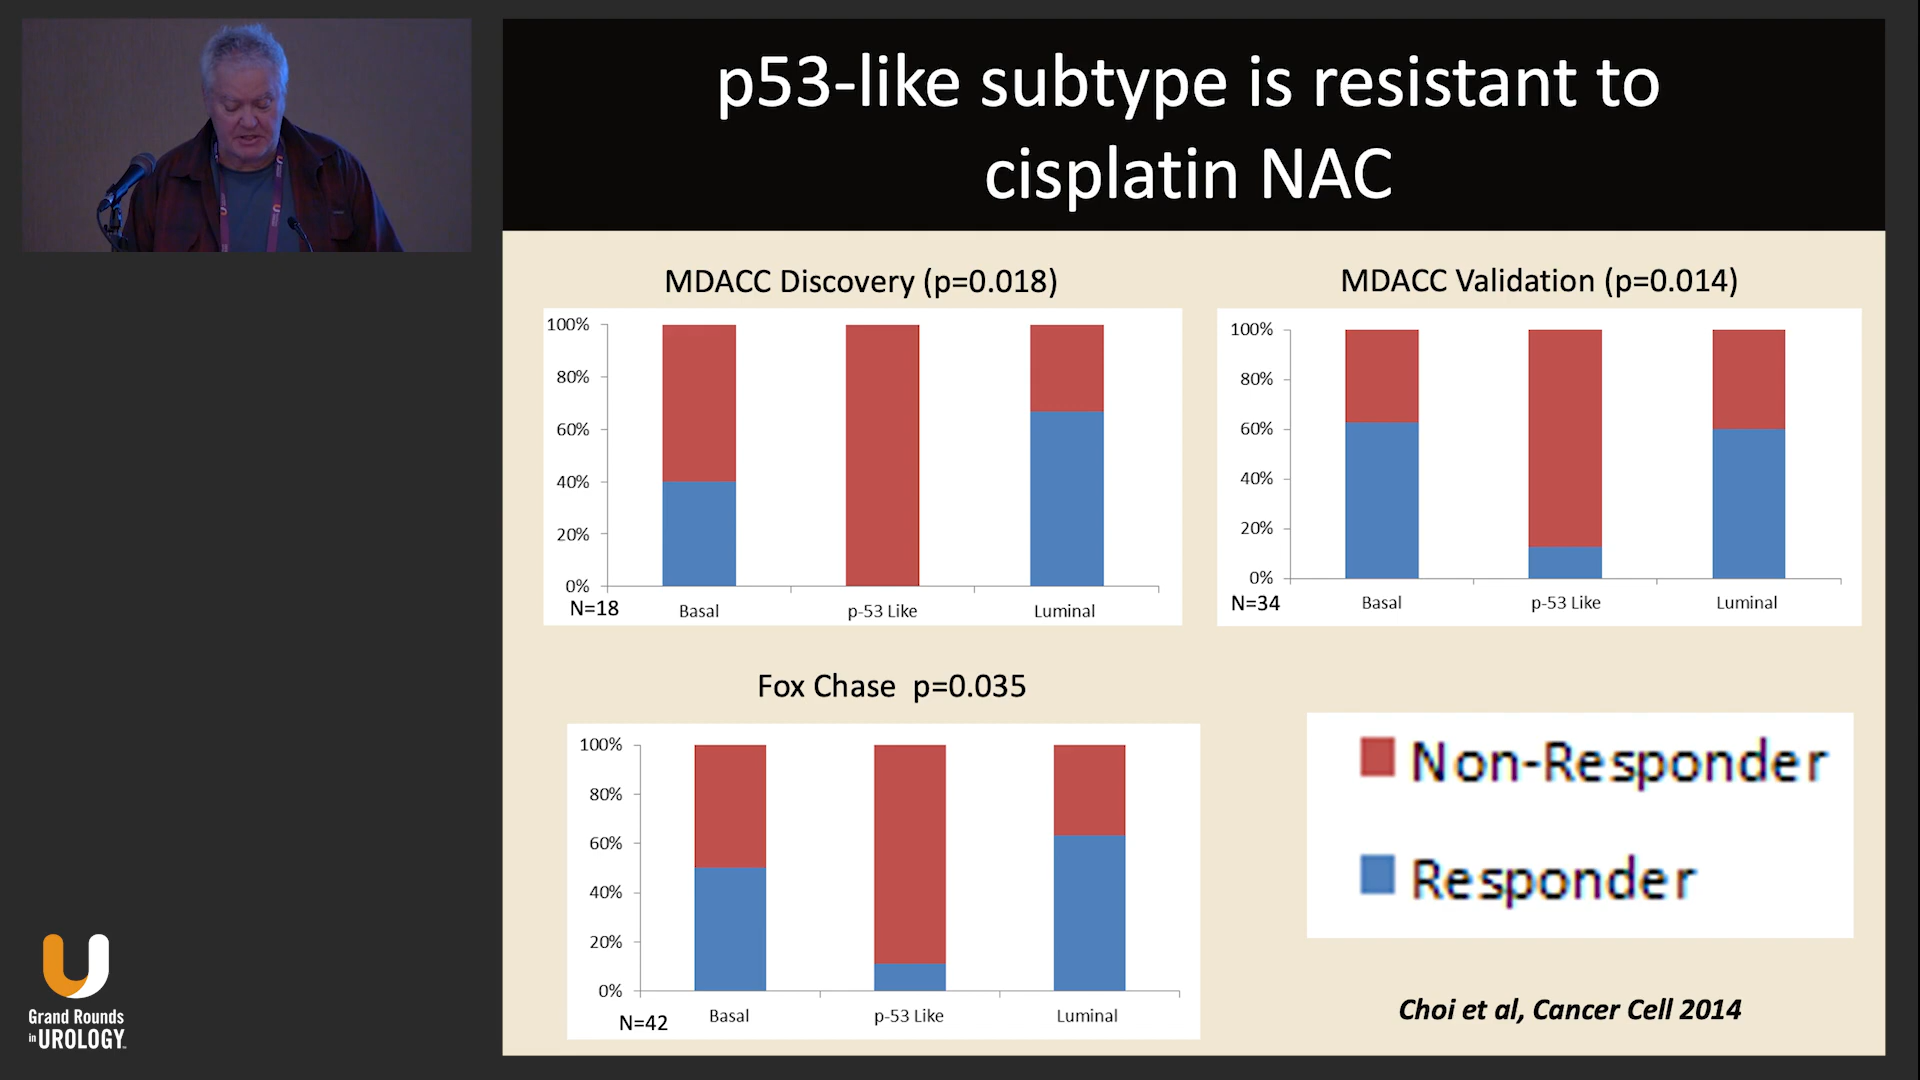 p53-like subtype is resistant to
cisplatin NAC
MDACC Discovery (p=0.018)
100%
80%
60%
40%
20%
0%
N=18
Basal
p-53 Like
Luminal
MDACC Validation (p=0.014)
100%
80%
60%
40%
20%
0%
N=34
Basal
p-53 Like
Luminal
Fox Chase p=0.035
100%
80%
60%
40%
20%
0%
N=42
Basal
p-53 Like
Luminal
Non-Responder
Responder
Choi et al, Cancer Cell 2014
Grand Rounds
in UROLOGY